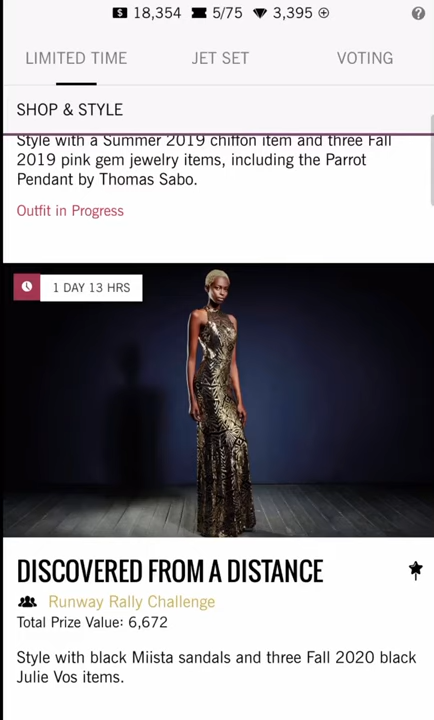 18,354 5/75 3,395
LIMITED TIME JET SET VOTING
SHOP & STYLE
Style with a Summer 2019 chiffon item and three Fall
2019 pink gem jewelry items, including the Parrot
Pendant by Thomas Sabo.
Outfit in Progress
1 DAY 13 HRS
DISCOVERED FROM A DISTANCE
Runway Rally Challenge
Total Prize Value: 6,672
Style with black Miista sandals and three Fall 2020 black
Julie Vos items.